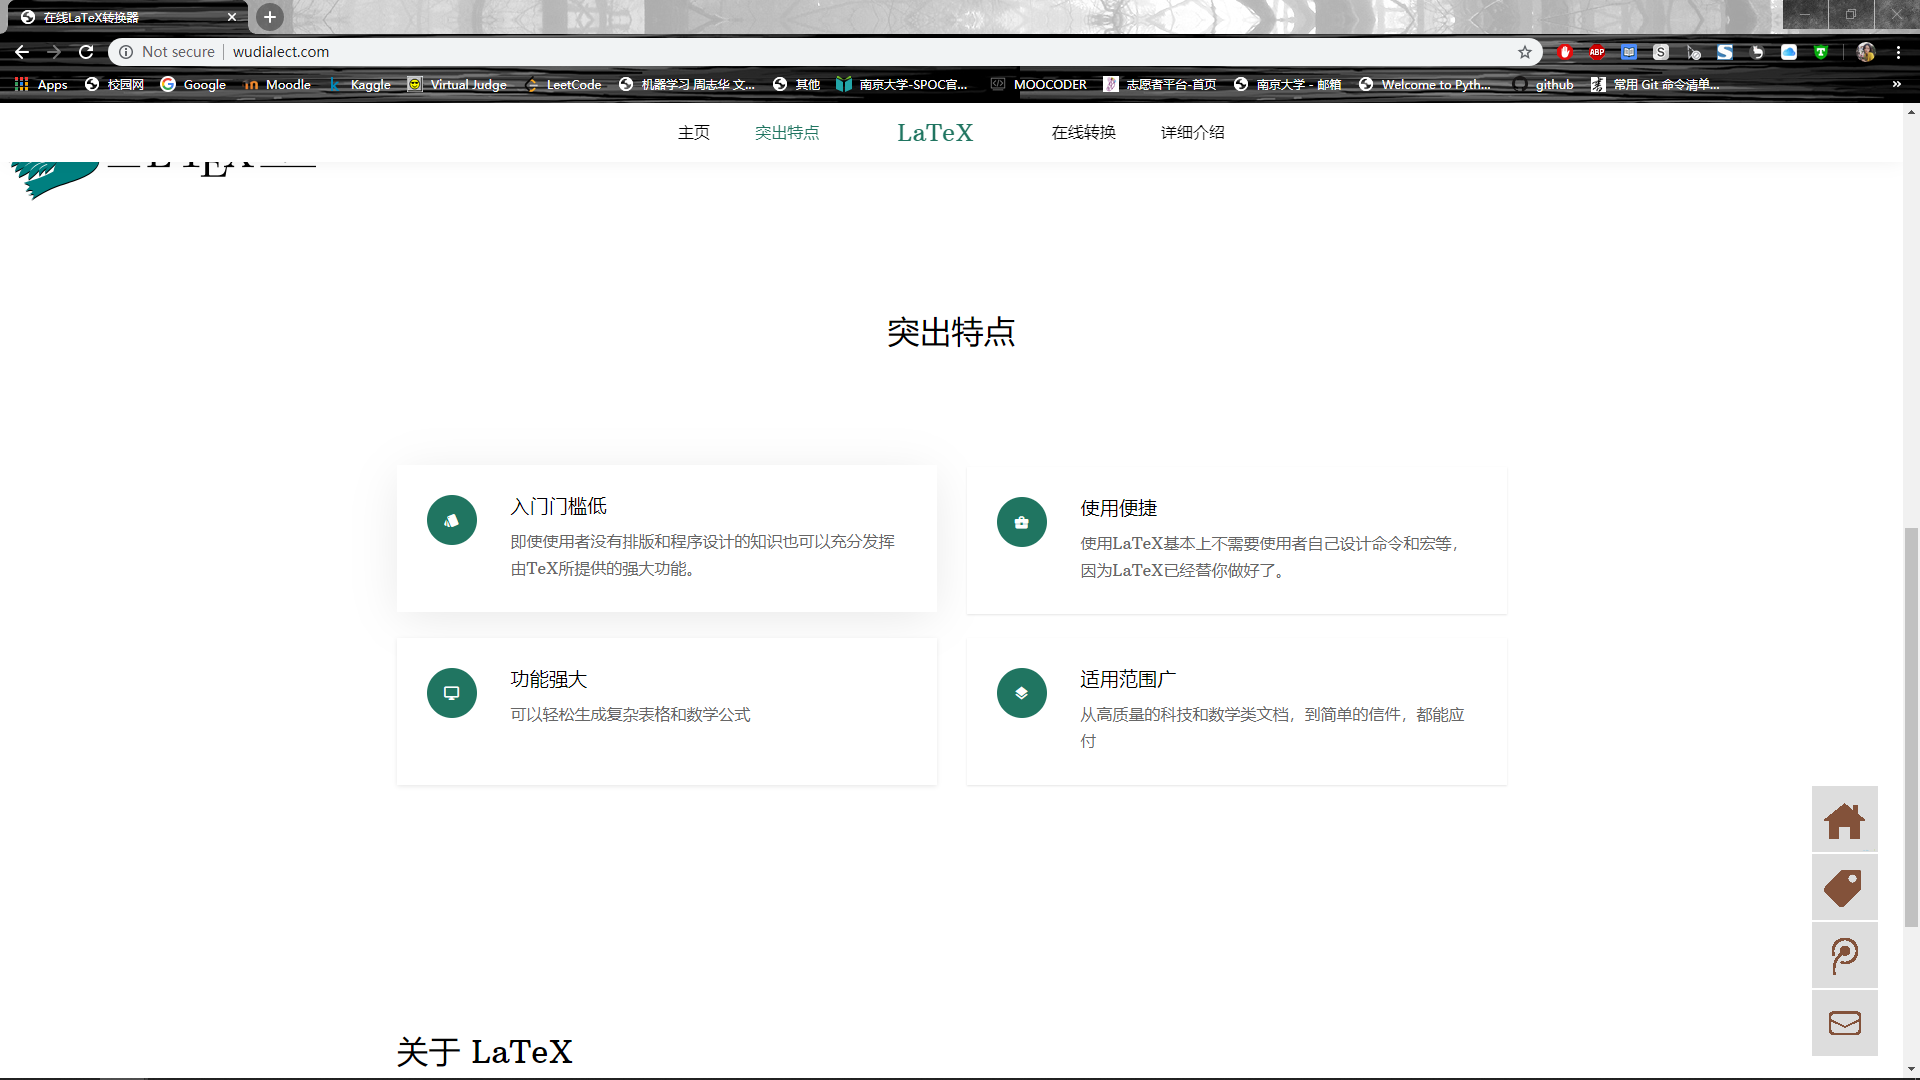 在线LaTeX转换器
Not secure
wudialect.com
Apps
校园网
Google
Moodle
Kaggle
Virtual Judge
LeetCode
机器学习 周志华 文...
其他
南京大学-SPOC官...
MOOCODER
志愿者平台-首页
南京大学 - 邮箱
Welcome to Pyth...
github
常用 Git 命令清单...
»
主页
突出特点
LaTeX
在线转换
详细介绍
突出特点
入门门槛低
即使使用者没有排版和程序设计的知识也可以充分发挥
由TeX所提供的强大功能。
使用便捷
使用LaTeX基本上不需要使用者自己设计命令和宏等，
因为LaTeX已经替你做好了。
功能强大
可以轻松生成复杂表格和数学公式
适用范围广
从高质量的科技和数学类文档，到简单的信件，都能应
付
关于 LaTeX